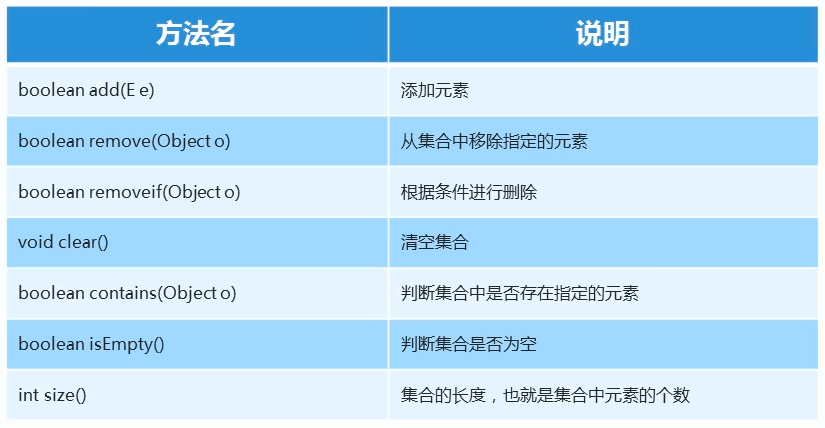 方法名 说明
boolean add(E e) 添加元素
boolean remove(Object o) 从集合中移除指定的元素
boolean removeif(Object o) 根据条件进行删除
void clear() 清空集合
boolean contains(Object o) 判断集合中是否存在指定的元素
boolean isEmpty() 判断集合是否为空
int size() 集合的长度，也就是集合中元素的个数